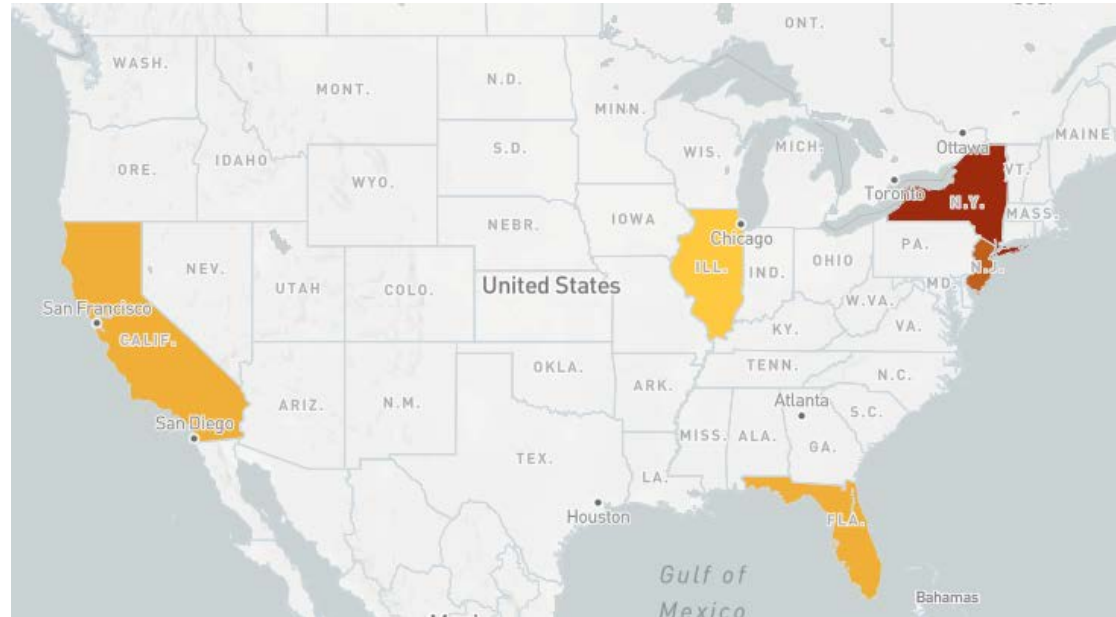 ONT.
WASH.
MONT.
N.D.
MINN.
Ottawa
MAINE
ORE.
IDAHO
S.D.
WIS.
MICH.
VT.
WYO.
Toronto
N.Y.
MASS.
NEBR.
IOWA
Chicago
PA.
NEV.
UTAH
COLO.
United States
ILL.
IND.
OHIO
N.J.
MD.
San Francisco
CALIF.
W.VA.
KY.
VA.
OKLA.
TENN.
N.C.
ARIZ.
N.M.
ARK.
Atlanta
San Diego
S.C.
MISS.
ALA.
GA.
TEX.
LA.
Houston
FLA.
Gulf of
Mexico
Bahamas